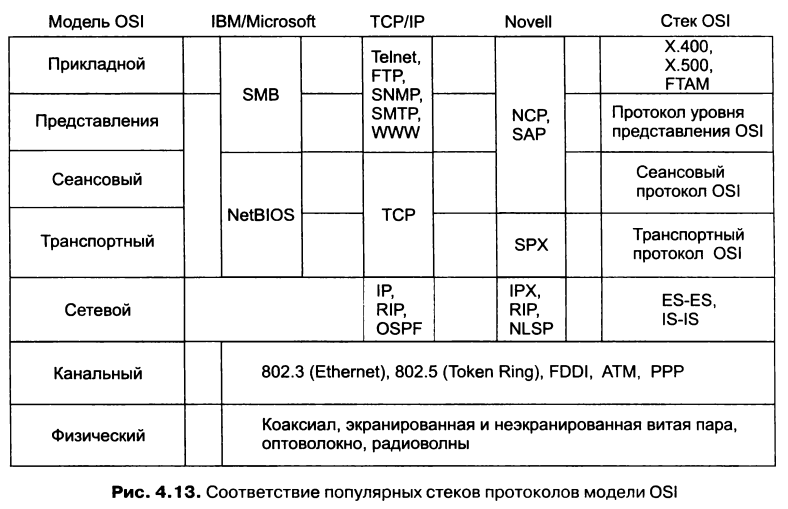 Модель OSI IBM/Microsoft TCP/IP Novell Стек OSI
Прикладной
Представления
Сеансовый
Транспортный
Сетевой
Канальный
Физический
SMB
NetBIOS
Telnet,
FTP,
SNMP,
SMTP,
WWW
TCP
IP,
RIP,
OSPF
NCP,
SAP
SPX
IPX,
RIP,
NLSP
X.400,
X.500,
FTAM
Протокол уровня
представления OSI
Сеансовый
протокол OSI
Транспортный
протокол OSI
ES-ES,
IS-IS
802.3 (Ethernet), 802.5 (Token Ring), FDDI, ATM, PPP
Коаксиал, экранированная и неэкранированная витая пара,
оптоволокно, радиоволны
Рис. 4.13. Соответствие популярных стеков протоколов модели OSI